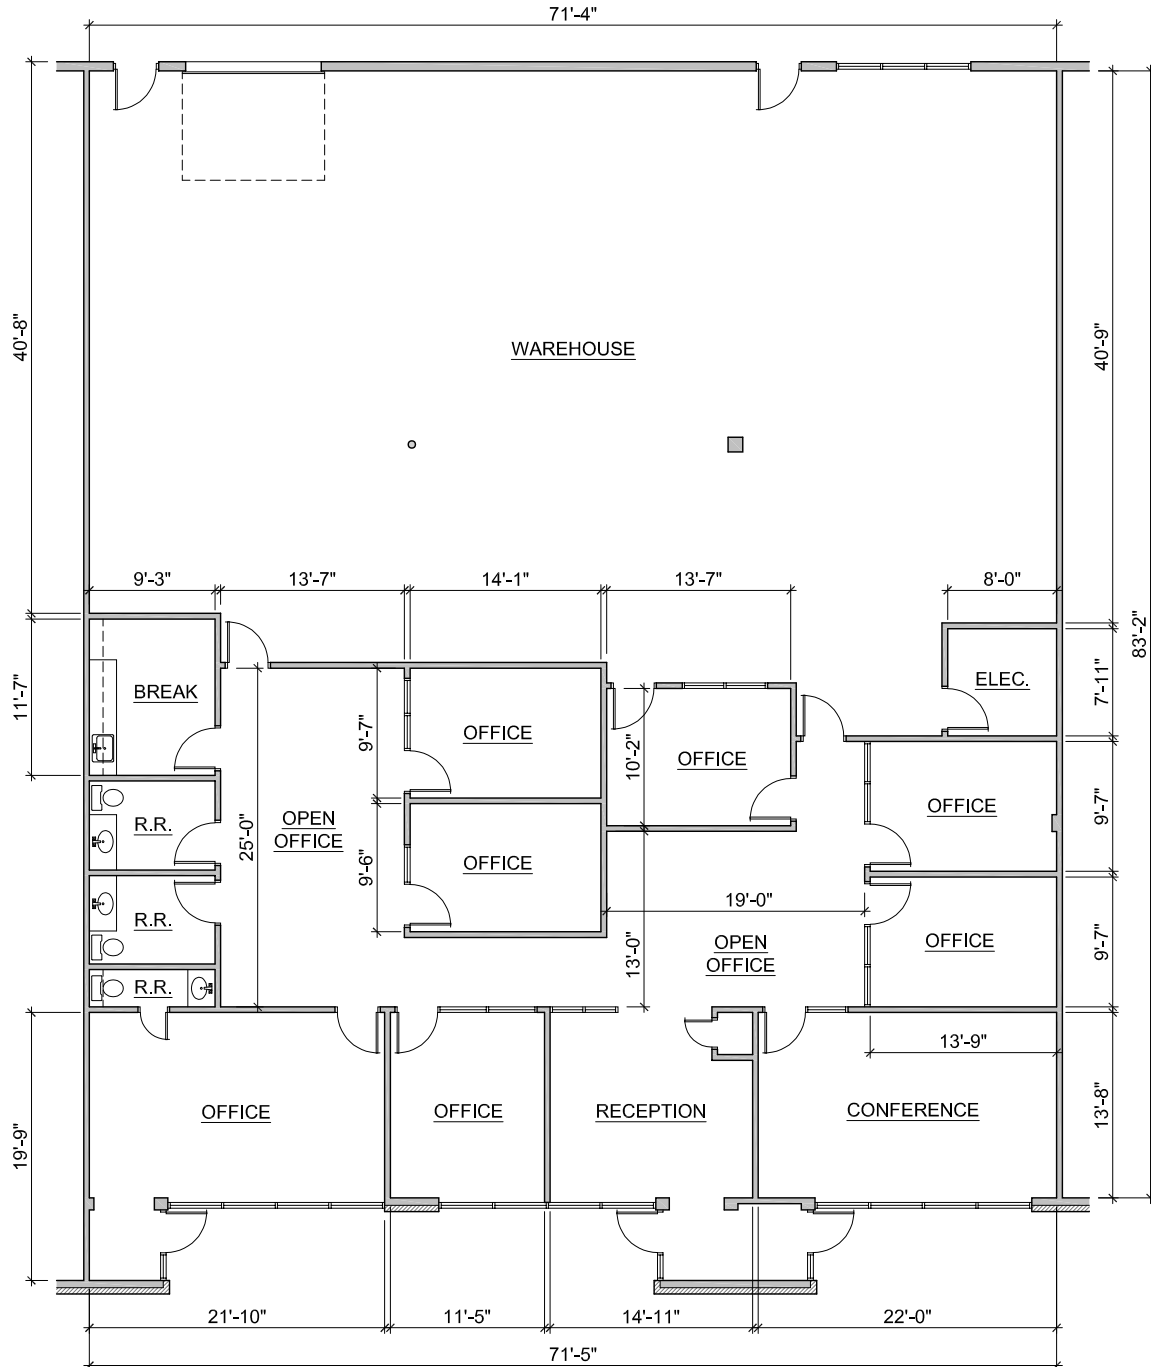 71'-4"
40'-8"
40'-9"
WAREHOUSE
9'-3"
13'-7"
14'-1"
13'-7"
8'-0"
83'-2"
11'-7"
BREAK
ELEC.
7'-11"
9'-7"
OFFICE
10'-2"
OFFICE
OFFICE
9'-7"
R.R.
OPEN
OFFICE
25'-0"
9'-6"
OFFICE
19'-0"
R.R.
13'-0"
OPEN
OFFICE
OFFICE
9'-7"
R.R.
13'-9"
19'-9"
OFFICE
OFFICE
RECEPTION
CONFERENCE
13'-8"
21'-10"
11'-5"
14'-11"
22'-0"
71'-5"